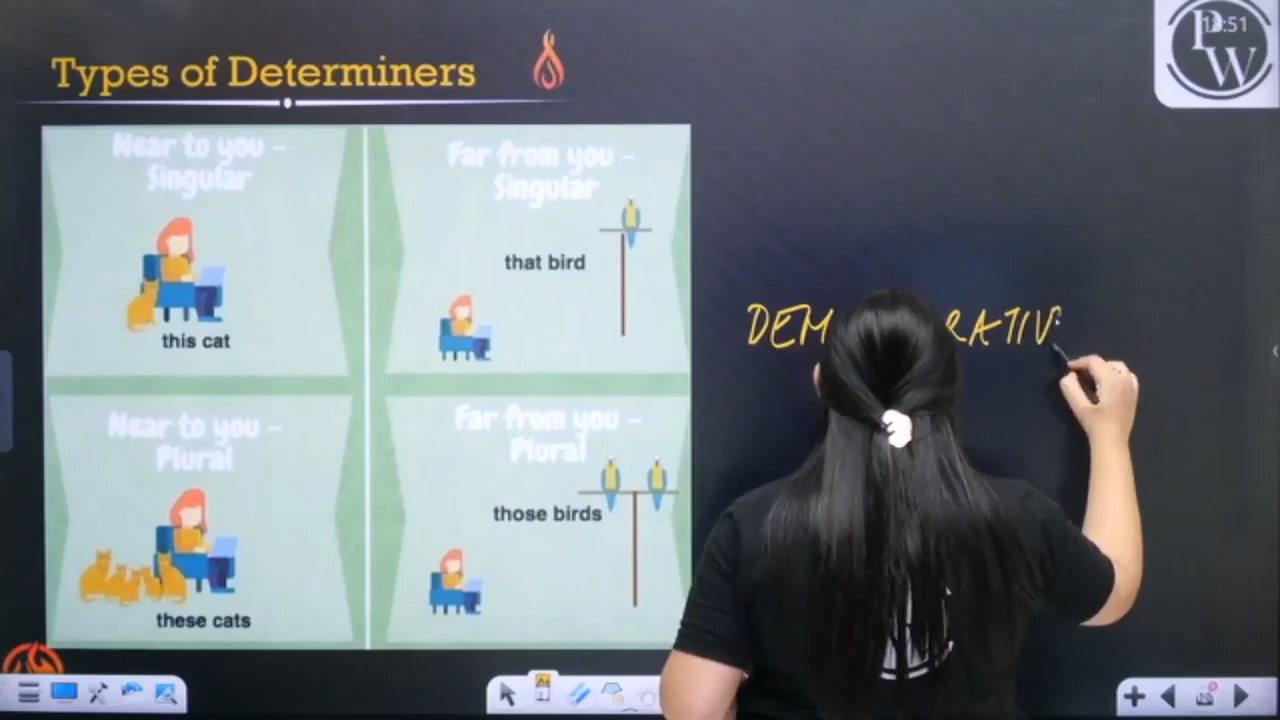 Types of Determiners
Near to you -
Singular
this cat
Far from you -
Singular
that bird
Near to you -
Plural
these cats
Far from you -
Plural
those birds
PW